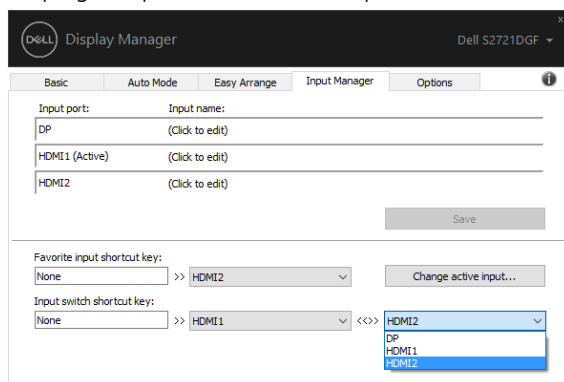 DELL Display Manager
x
Dell S2721DGF
Basic Auto Mode Easy Arrange Input Manager Options
Input port: Input name:
DP (Click to edit)
HDMI1 (Active) (Click to edit)
HDMI2 (Click to edit)
Save
Favorite input shortcut key:
None >> HDMI2 Change active input...
Input switch shortcut key:
None >> HDMI1 <<>> HDMI2
DP
HDMI1
HDMI2